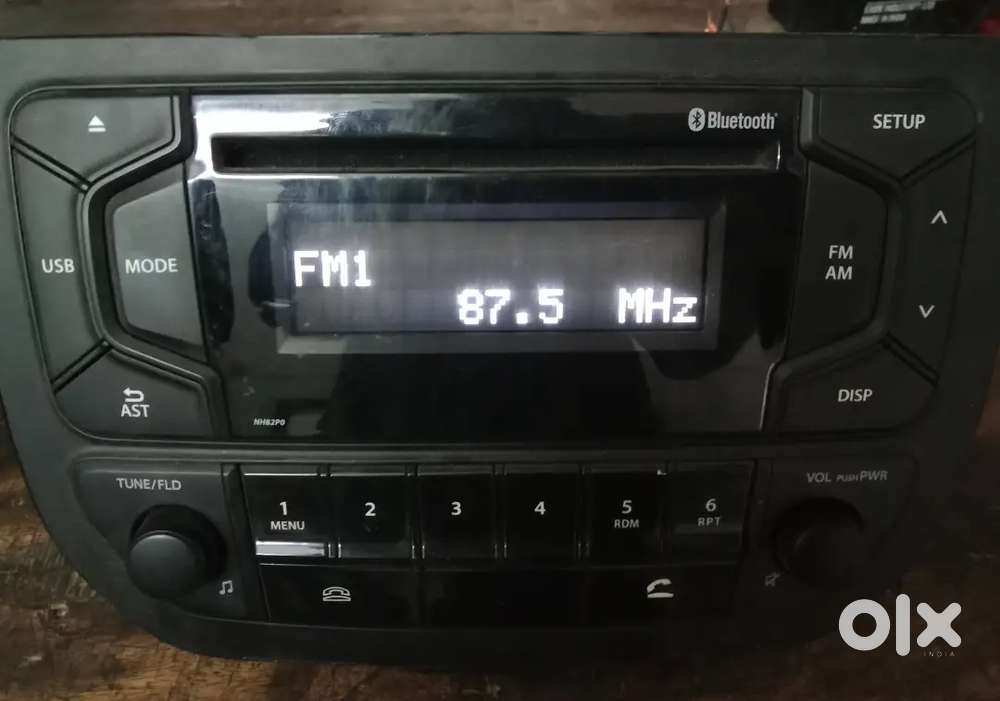 Bluetooth
SETUP
USB
MODE
FM1
87.5 MHz
FM
AM
AST
DISP
NH82P0
TUNE/FLD
VOL PUSH PWR
1
MENU
2
3
4
5
RDM
6
RPT
olx
INDIA